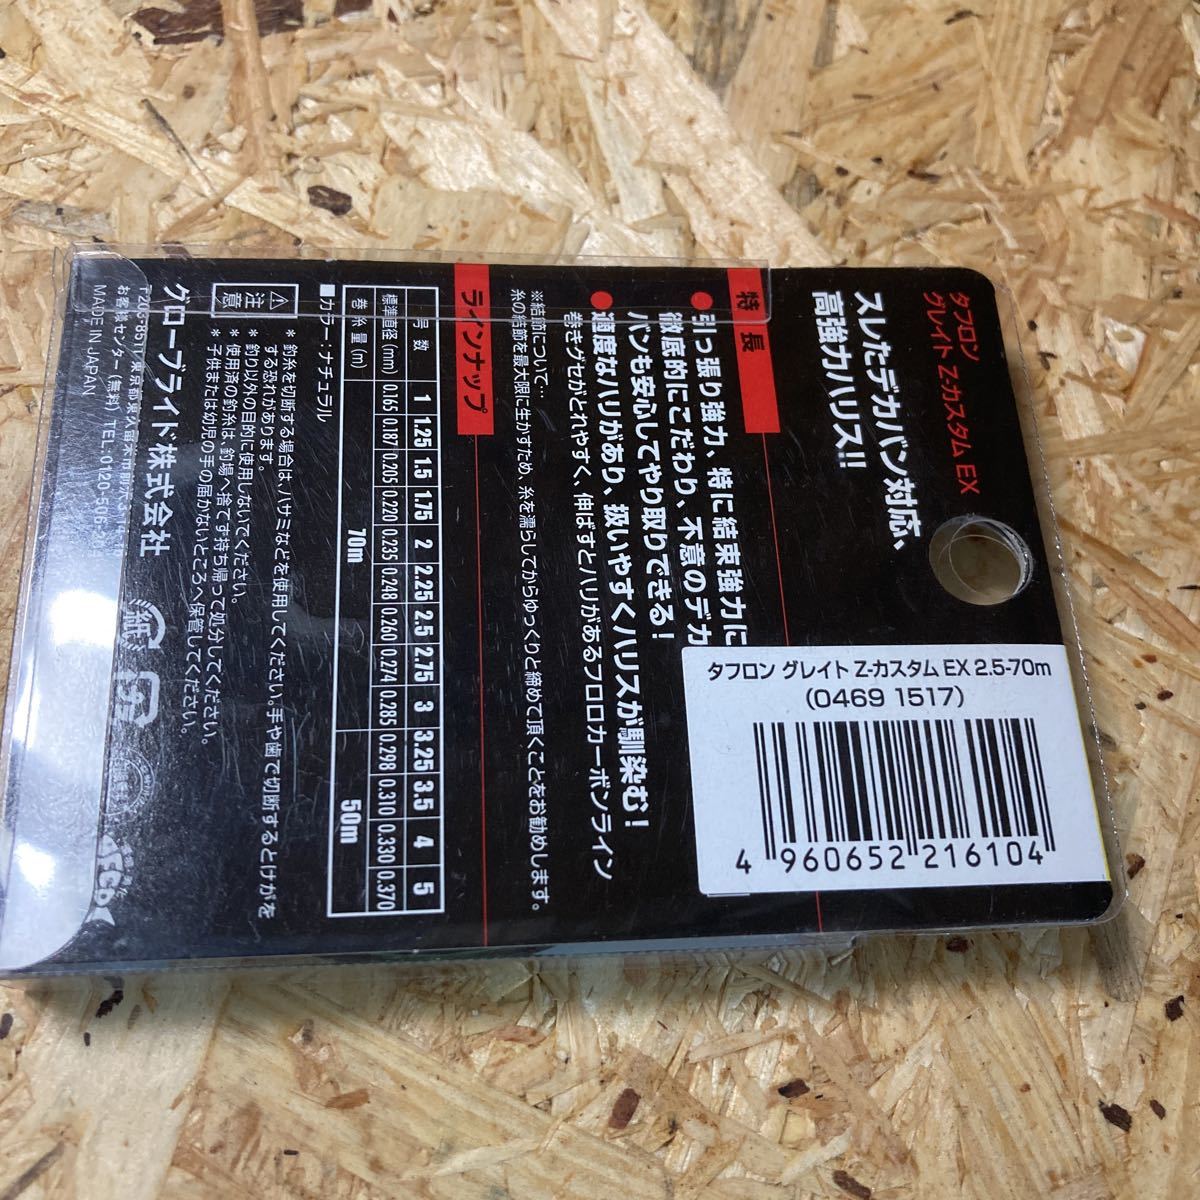 タフロン
グレイト Z-カスタム EX
スレたデカバン対応、
高強力ハリス!!
特長
●引っ張り強力、特に結束強力に
徹底的にこだわり、不意のデカ
バンも安心してやり取りできる!
●適度なハリがあり、扱いやすくハリスが馴染む!
巻きグセがとれやすく、伸ばすとハリがあるフロロカーボンライン
※結節について…
糸の結節を最大限に生かすため、糸を濡らしてからゆっくりと締めて頂くことをお勧めします。
ラインナップ
号数 1 1.25 1.5 1.75 2 2.25 2.5 2.75 3 3.25 3.5 4 5
標準直径(mm) 0.165 0.187 0.205 0.220 0.235 0.248 0.260 0.274 0.285 0.298 0.310 0.330 0.370
巻糸量(m) 70m 50m
■カラー:ナチュラル
注意
*釣糸を切断する場合は、ハサミなどを使用してください。手や歯で切断するとけがを
する恐れがあります。
*釣り以外の目的に使用しないでください。
*使用済の釣糸は、釣場へ捨てず持ち帰って処分してください。
*子供または幼児の手の届かないところへ保管してください。
グローブライド株式会社
お客様センター(無料) TEL.0120-506-
MADE IN JAPAN
紙
タフロン グレイト Z-カスタム EX 2.5-70m
(0469 1517)
4 960652 216104